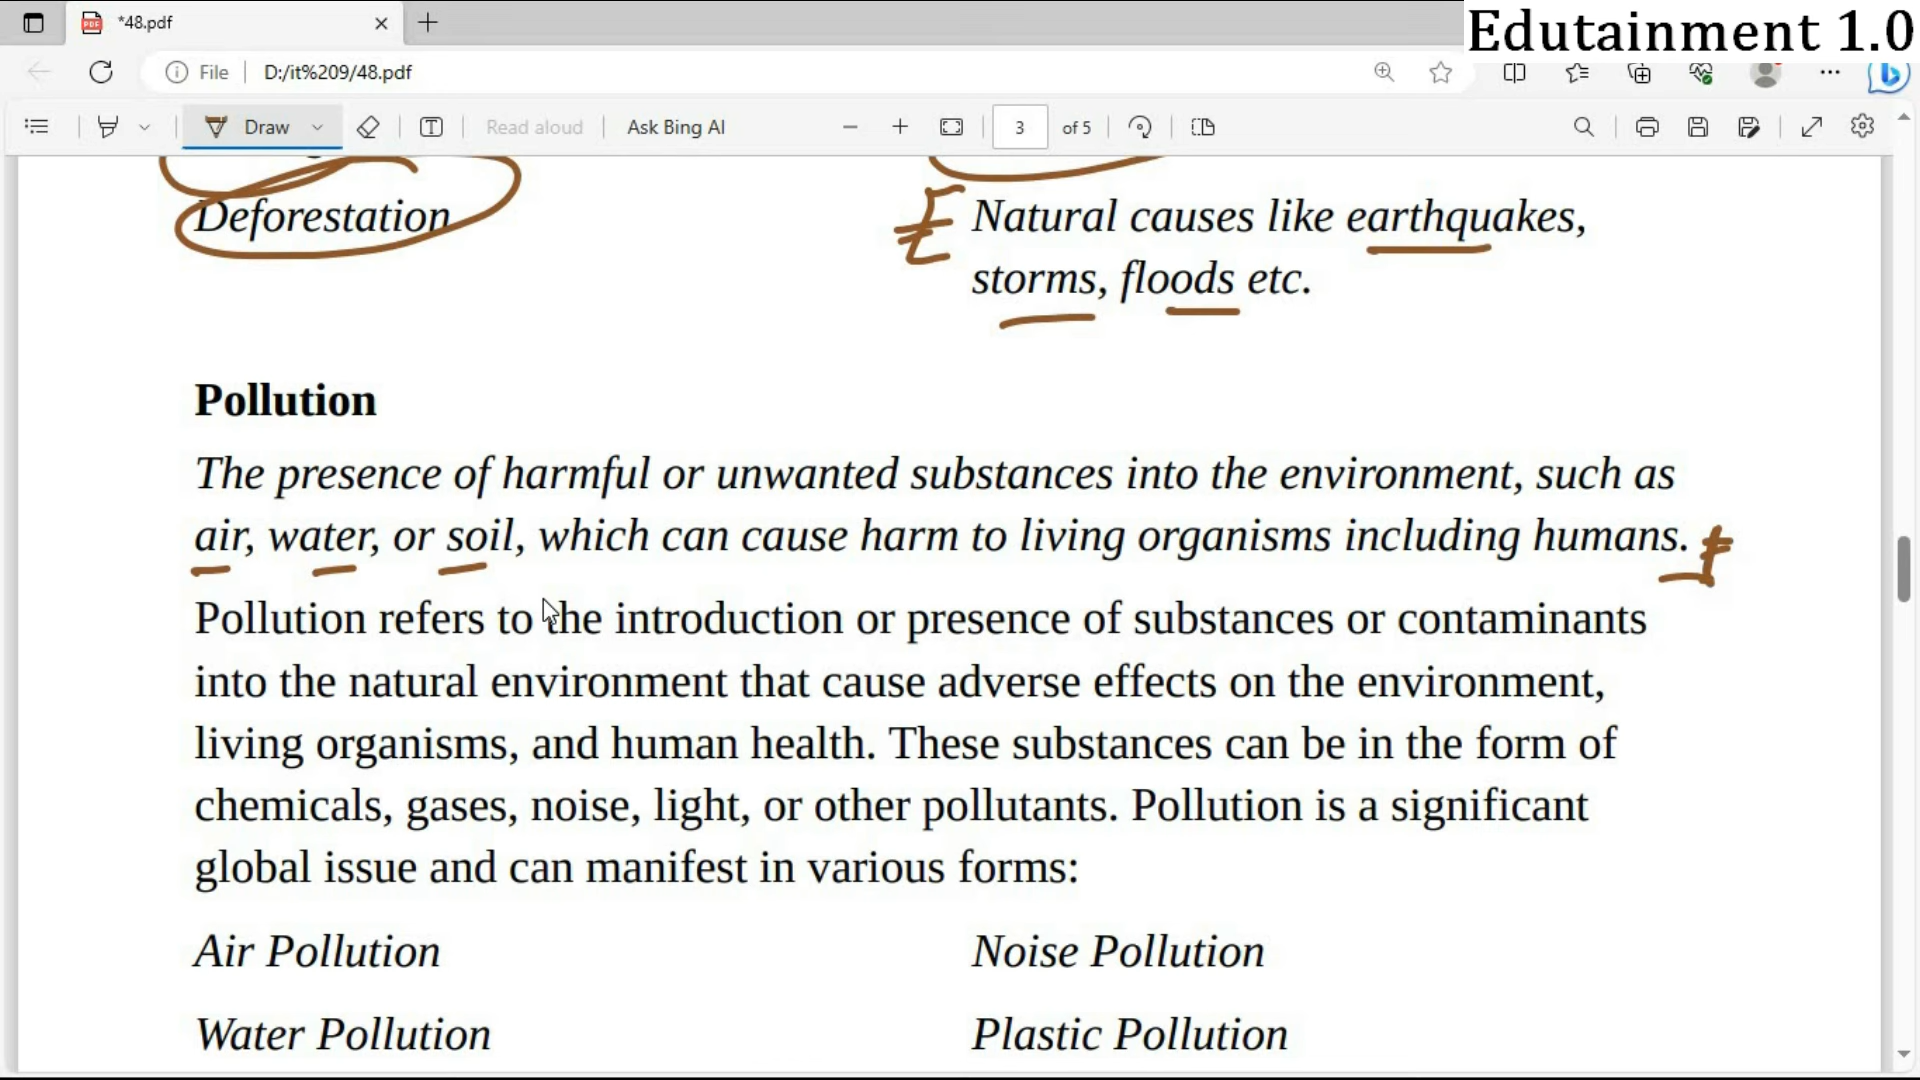 *48.pdf
Edutainment 1.0
File D:/it%209/48.pdf
Draw Read aloud Ask Bing AI 3 of 5
Deforestation
Natural causes like earthquakes,
storms, floods etc.
Pollution
The presence of harmful or unwanted substances into the environment, such as
air, water, or soil, which can cause harm to living organisms including humans.
Pollution refers to the introduction or presence of substances or contaminants
into the natural environment that cause adverse effects on the environment,
living organisms, and human health. These substances can be in the form of
chemicals, gases, noise, light, or other pollutants. Pollution is a significant
global issue and can manifest in various forms:
Air Pollution
Noise Pollution
Water Pollution
Plastic Pollution